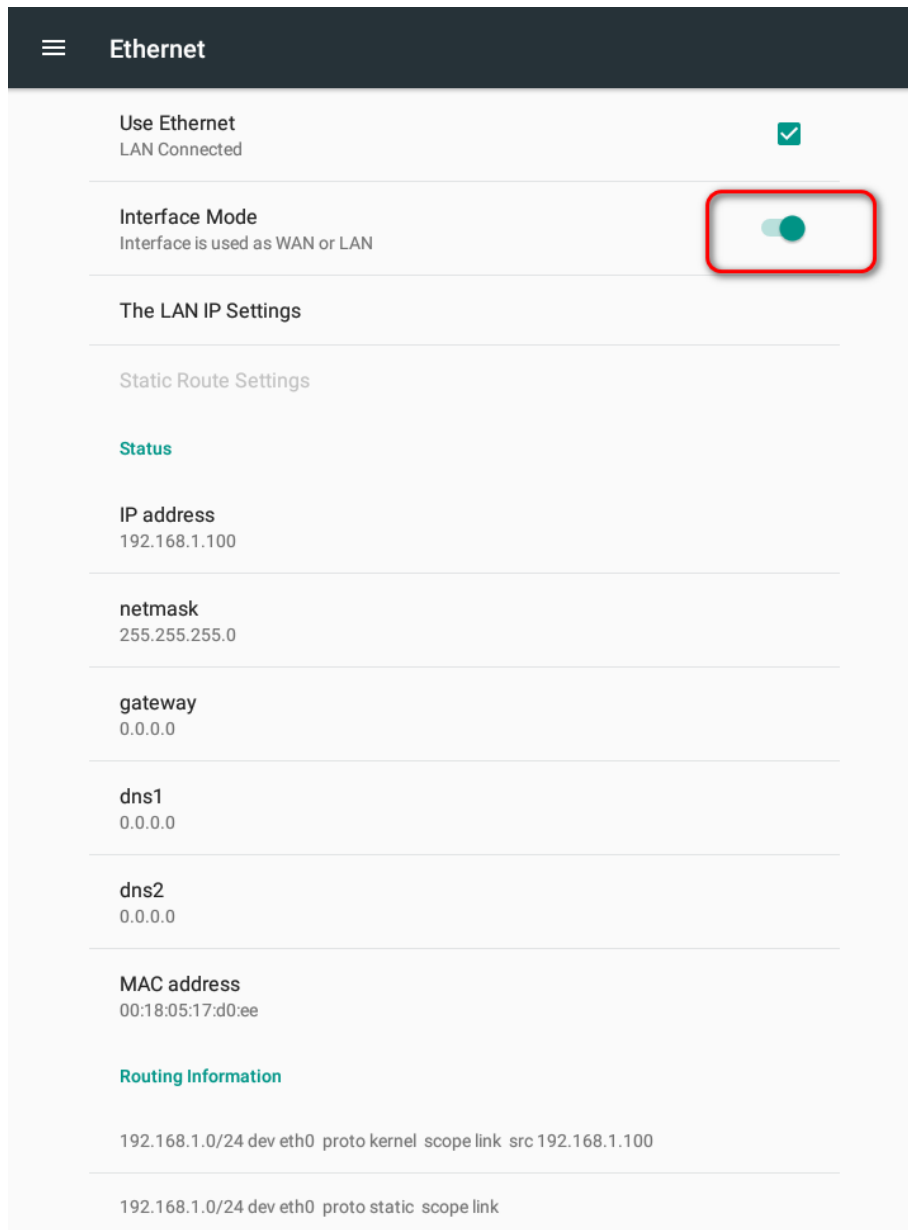 Ethernet
Use Ethernet
LAN Connected
Interface Mode
Interface is used as WAN or LAN
The LAN IP Settings
Static Route Settings
Status
IP address
192.168.1.100
netmask
255.255.255.0
gateway
0.0.0.0
dns1
0.0.0.0
dns2
0.0.0.0
MAC address
00:18:05:17:d0:ee
Routing Information
192.168.1.0/24 dev eth0 proto kernel scope link src 192.168.1.100
192.168.1.0/24 dev eth0 proto static scope link